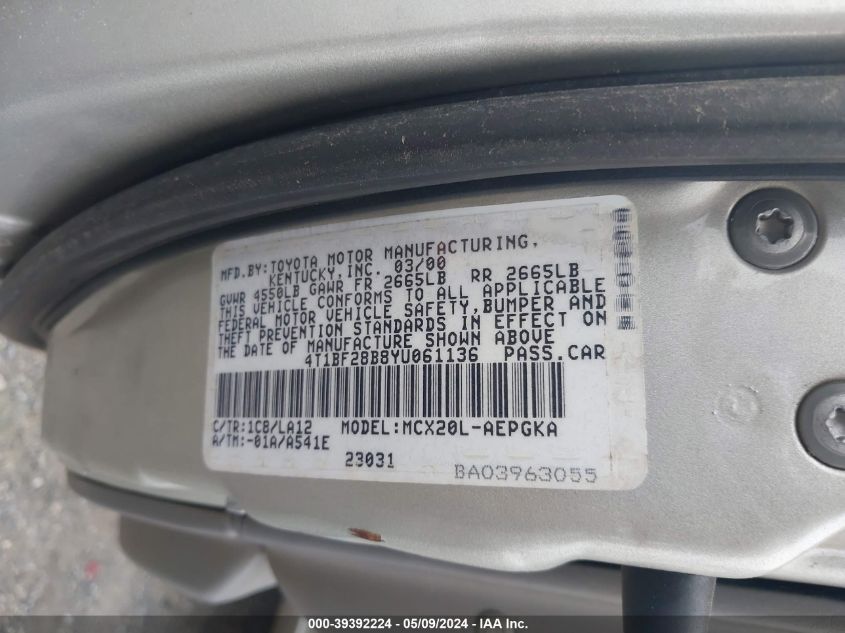 MFD.BY:TOYOTA MOTOR MANUFACTURING,
KENTUCKY,INC. 03/00
GVWR 4550LB GAWR FR 2665LB RR 2665LB
THIS VEHICLE CONFORMS TO ALL APPLICABLE
FEDERAL MOTOR VEHICLE SAFETY,BUMPER AND
THEFT PREVENTION STANDARDS IN EFFECT ON
THE DATE OF MANUFACTURE SHOWN ABOVE
4T1BF28B8YU061136 PASS.CAR
C/TR:1C8/LA12 MODEL:MCX20L-AEPGKA
A/TM:-01A/A541E
23031
BA03963055
000-39392224 - 05/09/2024 - IAA Inc.